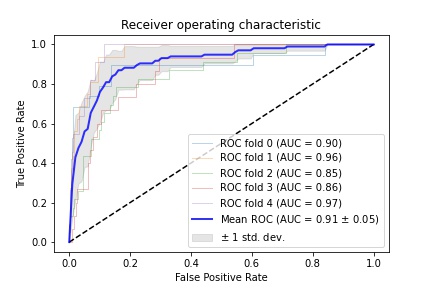 Receiver operating characteristic
True Positive Rate
1.0
0.8
0.6
0.4
0.2
0.0
ROC fold 0 (AUC = 0.90)
ROC fold 1 (AUC = 0.96)
ROC fold 2 (AUC = 0.85)
ROC fold 3 (AUC = 0.86)
ROC fold 4 (AUC = 0.97)
Mean ROC (AUC = 0.91 ± 0.05)
± 1 std. dev.
0.0 0.2 0.4 0.6 0.8 1.0
False Positive Rate